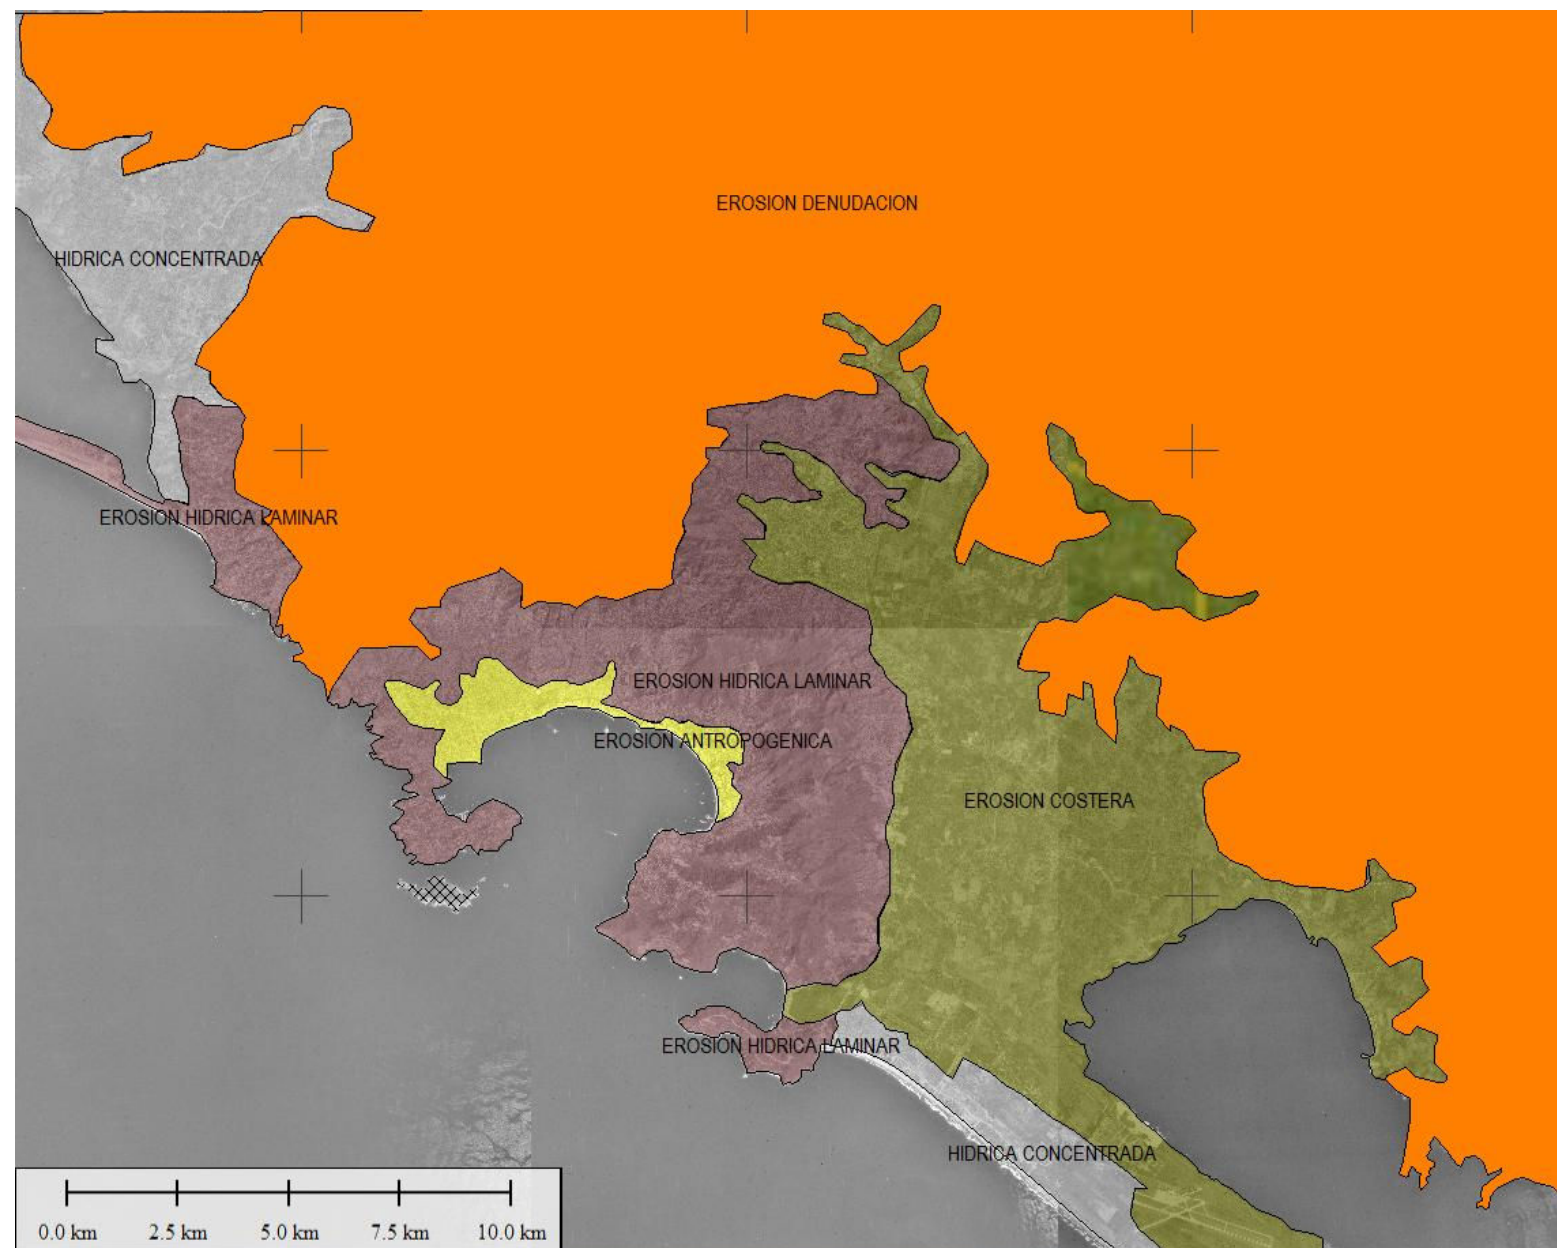 EROSION DENUDACION
HIDRICA CONCENTRADA
EROSION HIDRICA LAMINAR
EROSION HIDRICA LAMINAR
EROSION ANTROPOGENICA
EROSION COSTERA
EROSION HIDRICA LAMINAR
HIDRICA CONCENTRADA
0.0 km 2.5 km 5.0 km 7.5 km 10.0 km